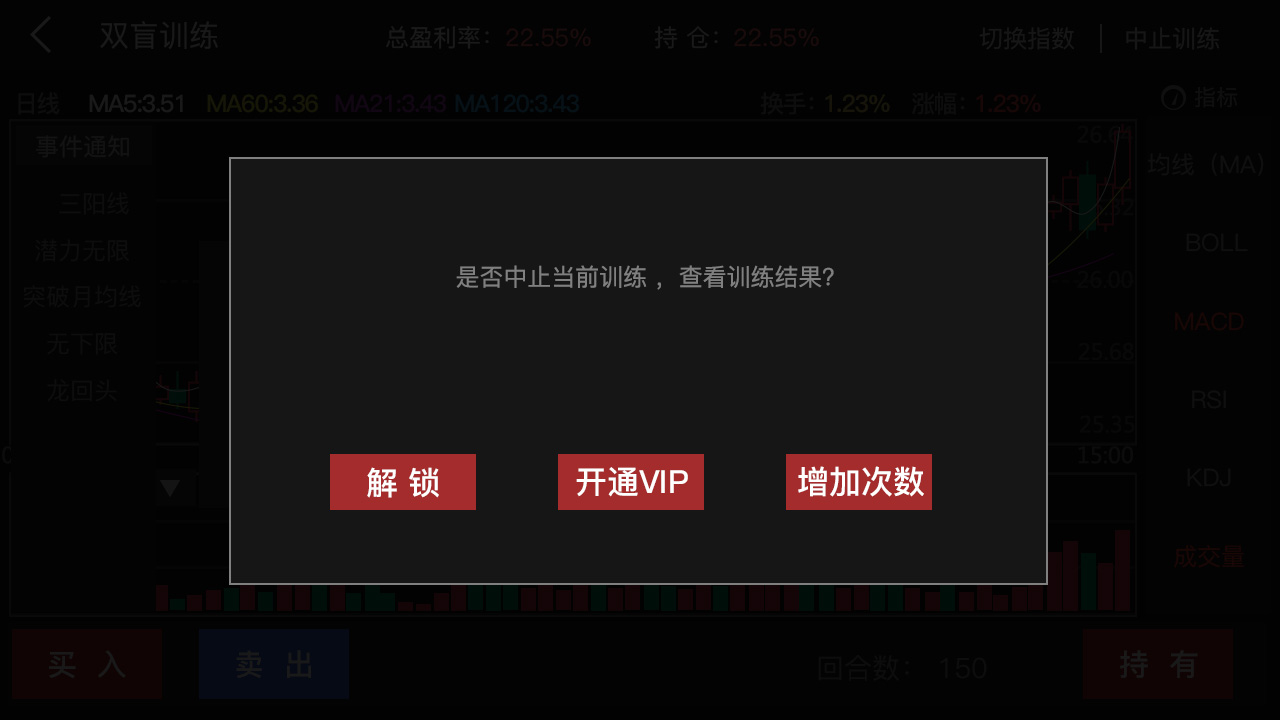 双盲训练
总盈利率：22.55%
持 仓：22.55%
切换指数
中止训练
日线 MA5:3.51 MA60:3.36 MA21:3.43 MA120:3.43
换手：1.23% 涨幅：1.23%
指标
事件通知
三阳线
潜力无限
突破月均线
无下限
龙回头
是否中止当前训练，查看训练结果?
解 锁
开通VIP
增加次数
26.00
25.68
25.35
15:00
均线（MA）
BOLL
MACD
RSI
KDJ
成交量
买 入
卖 出
回合数： 150
持 有